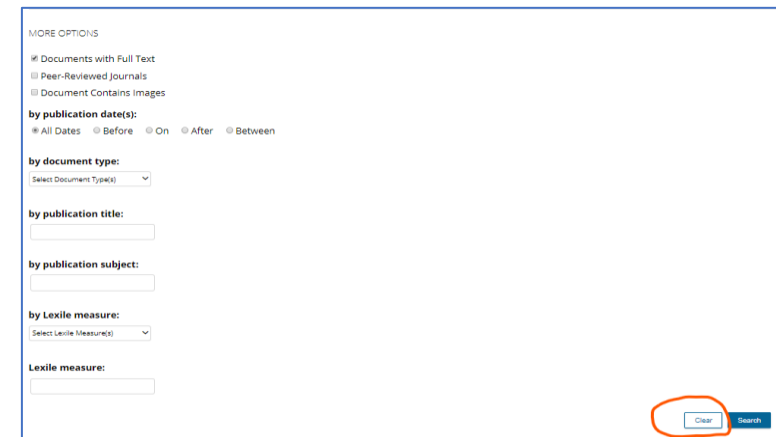 MORE OPTIONS
Documents with Full Text
Peer-Reviewed Journals
Document Contains Images
by publication date(s):
All Dates Before On After Between
by document type:
Select Document Type(s)
by publication title:
by publication subject:
by Lexile measure:
Select Lexile Measure(s)
Lexile measure:
Clear Search